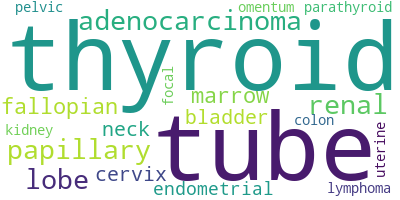 pelvic omentum parathyroid
adenocarcinoma
thyroid
focal
marrow
fallopian
renal
bladder
colon
kidney
neck
tube
uterine
papillary
lobe
cervix
endometrial
lymphoma